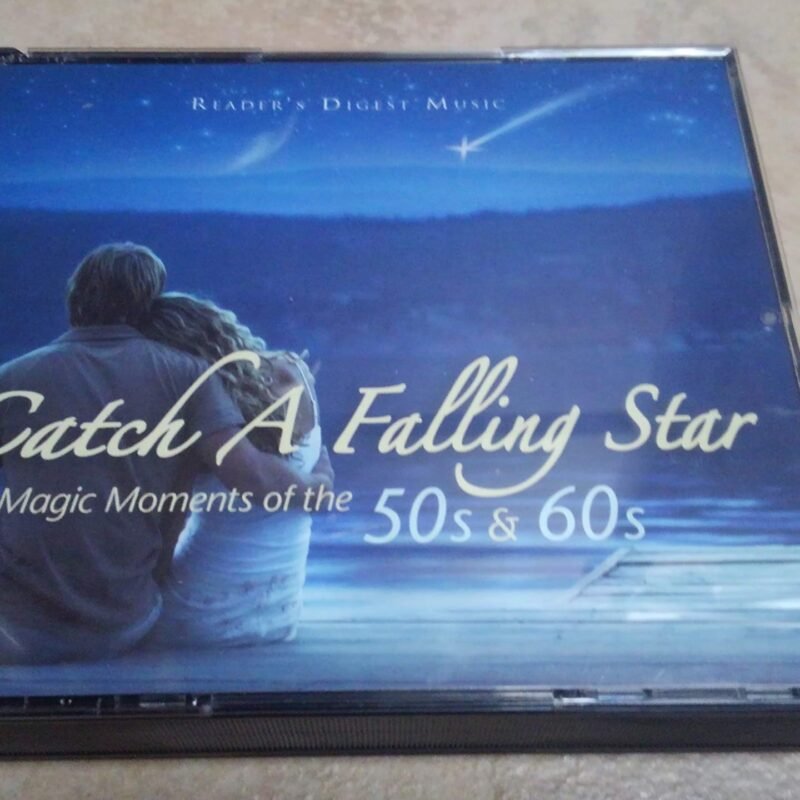 READER'S DIGEST MUSIC
Catch A Falling Star
Magic Moments of the 50s & 60s